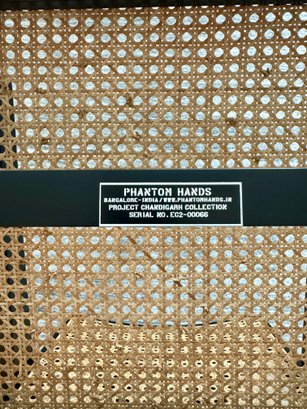 PHANTOM HANDS
BANGALORE-INDIA/WWW.PHANTOMHANDS.IN
PROJECT CHANDIGARH COLLECTION
SERIAL NO. EC2-00066